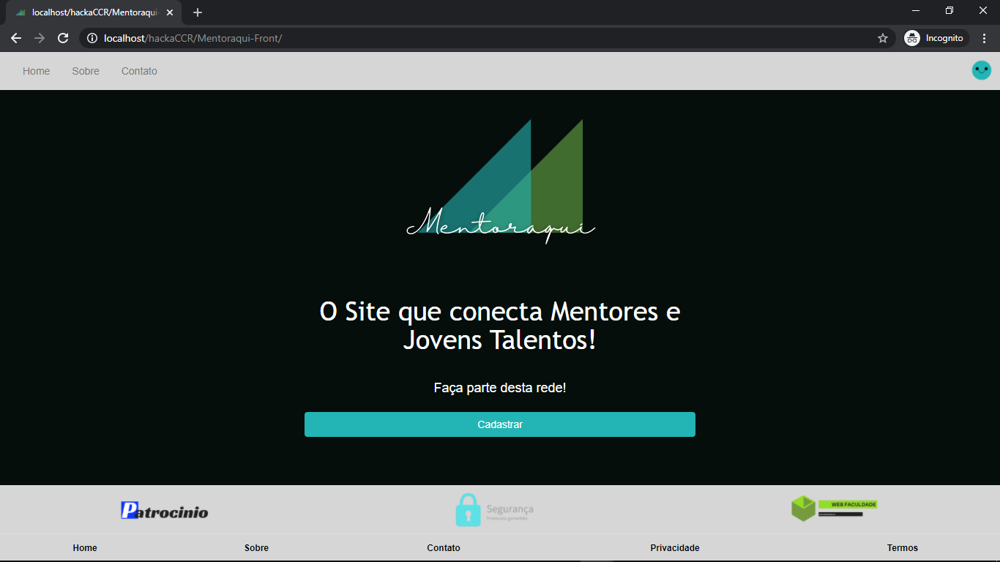 localhost/hackaCCR/Mentoraqui-
localhost/hackaCCR/Mentoraqui-Front/
Incognito
Home Sobre Contato
Mentoraqui
O Site que conecta Mentores e
Jovens Talentos!
Faça parte desta rede!
Cadastrar
Patrocinio
Segurança
WEB FACULDADE
Home Sobre Contato Privacidade Termos